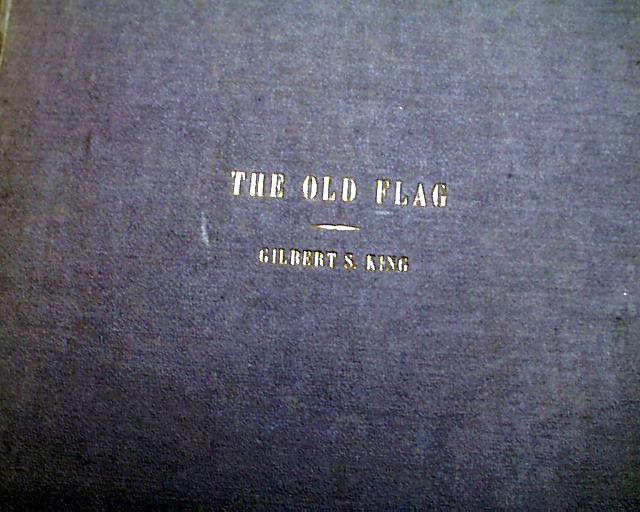 THE OLD FLAG
GILBERT S. KING